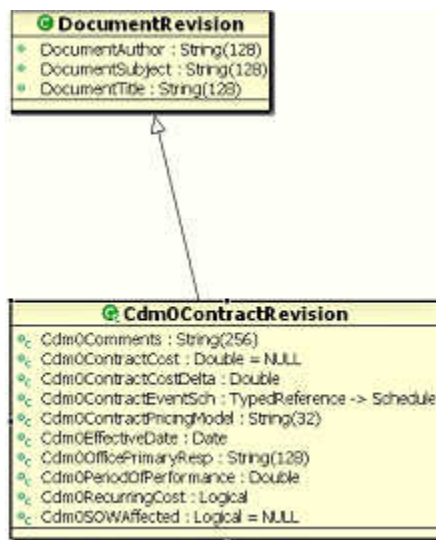 DocumentRevision
DocumentAuthor : String(128)
DocumentSubject : String(128)
DocumentTitle : String(128)
Cdm0ContractRevision
Cdm0Comments : String(256)
Cdm0ContractCost : Double = NULL
Cdm0ContractCostDelta : Double
Cdm0ContractEventSch : TypedReference -> Schedule
Cdm0ContractPricingModel : String(32)
Cdm0EffectiveDate : Date
Cdm0OfficePrimaryResp : String(128)
Cdm0PeriodOfPerformance : Double
Cdm0RecurringCost : Logical
Cdm0SOWAffected : Logical = NULL